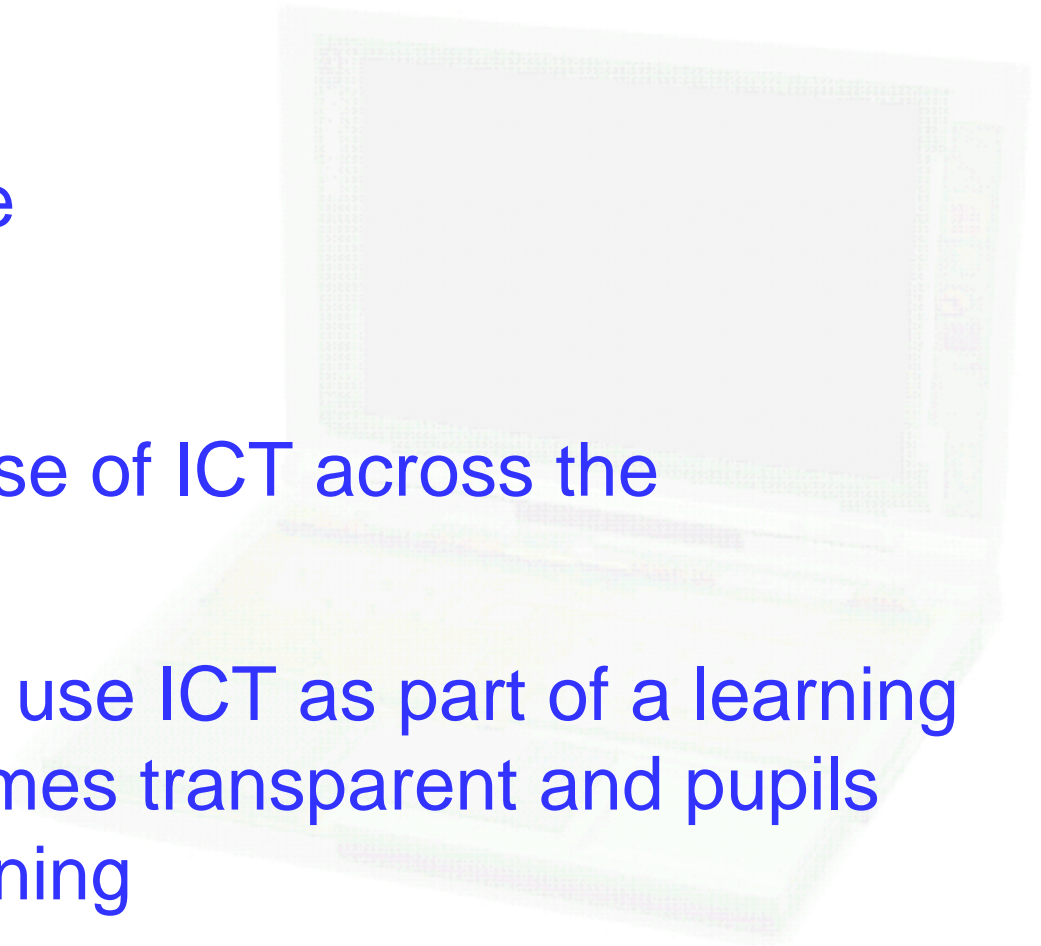 e
se of ICT across the
use ICT as part of a learning
mes transparent and pupils
ning